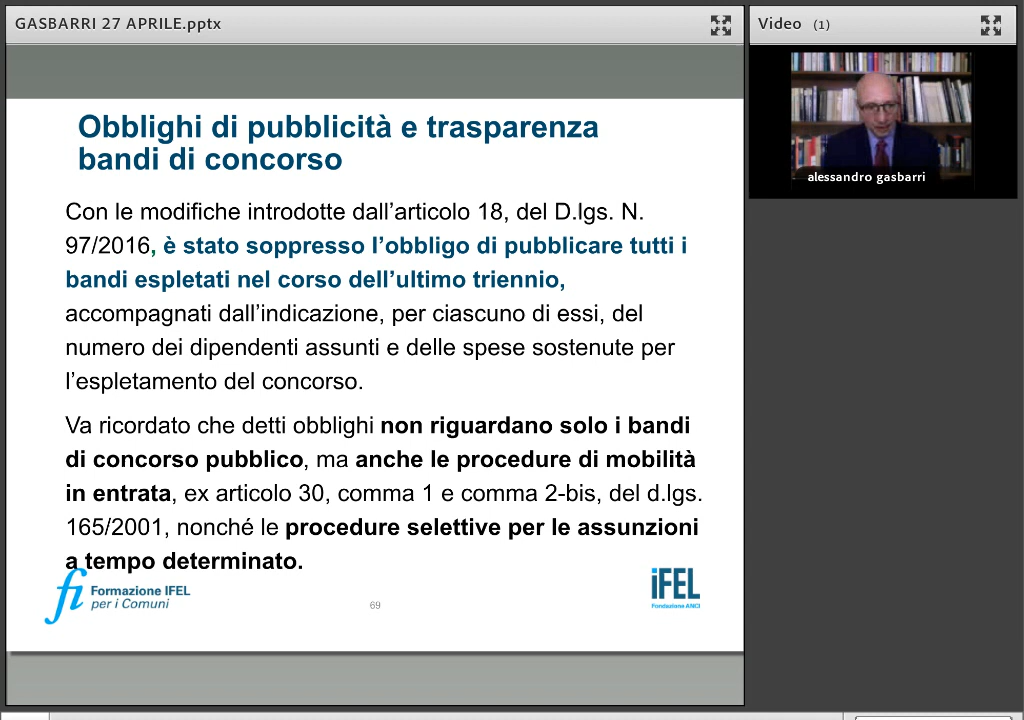 GASBARRI 27 APRILE.pptx
Video (1)
alessandro gasbarri
Obblighi di pubblicità e trasparenza
bandi di concorso
Con le modifiche introdotte dall’articolo 18, del D.lgs. N.
97/2016, è stato soppresso l’obbligo di pubblicare tutti i
bandi espletati nel corso dell’ultimo triennio,
accompagnati dall’indicazione, per ciascuno di essi, del
numero dei dipendenti assunti e delle spese sostenute per
l’espletamento del concorso.
Va ricordato che detti obblighi non riguardano solo i bandi
di concorso pubblico, ma anche le procedure di mobilità
in entrata, ex articolo 30, comma 1 e comma 2-bis, del d.lgs.
165/2001, nonché le procedure selettive per le assunzioni
a tempo determinato.
fi Formazione IFEL
per i Comuni
69
iFEL
Fondazione ANCI